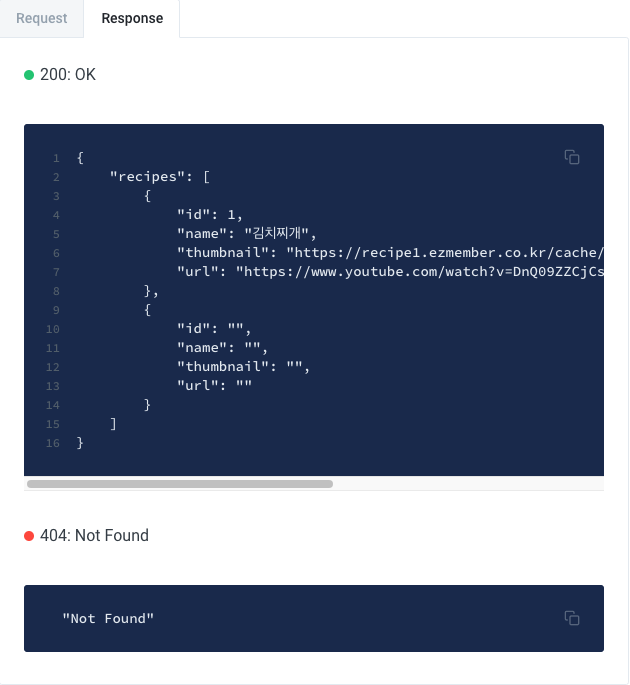 Request Response
200: OK
1 {
2 "recipes": [
3 {
4 "id": 1,
5 "name": "김치찌개",
6 "thumbnail": "https://recipe1.ezmember.co.kr/cache/
7 "url": "https://www.youtube.com/watch?v=DnQ09ZZCjCs
8 },
9 {
10 "id": "",
11 "name": "",
12 "thumbnail": "",
13 "url": ""
14 }
15 ]
16 }
404: Not Found
"Not Found"